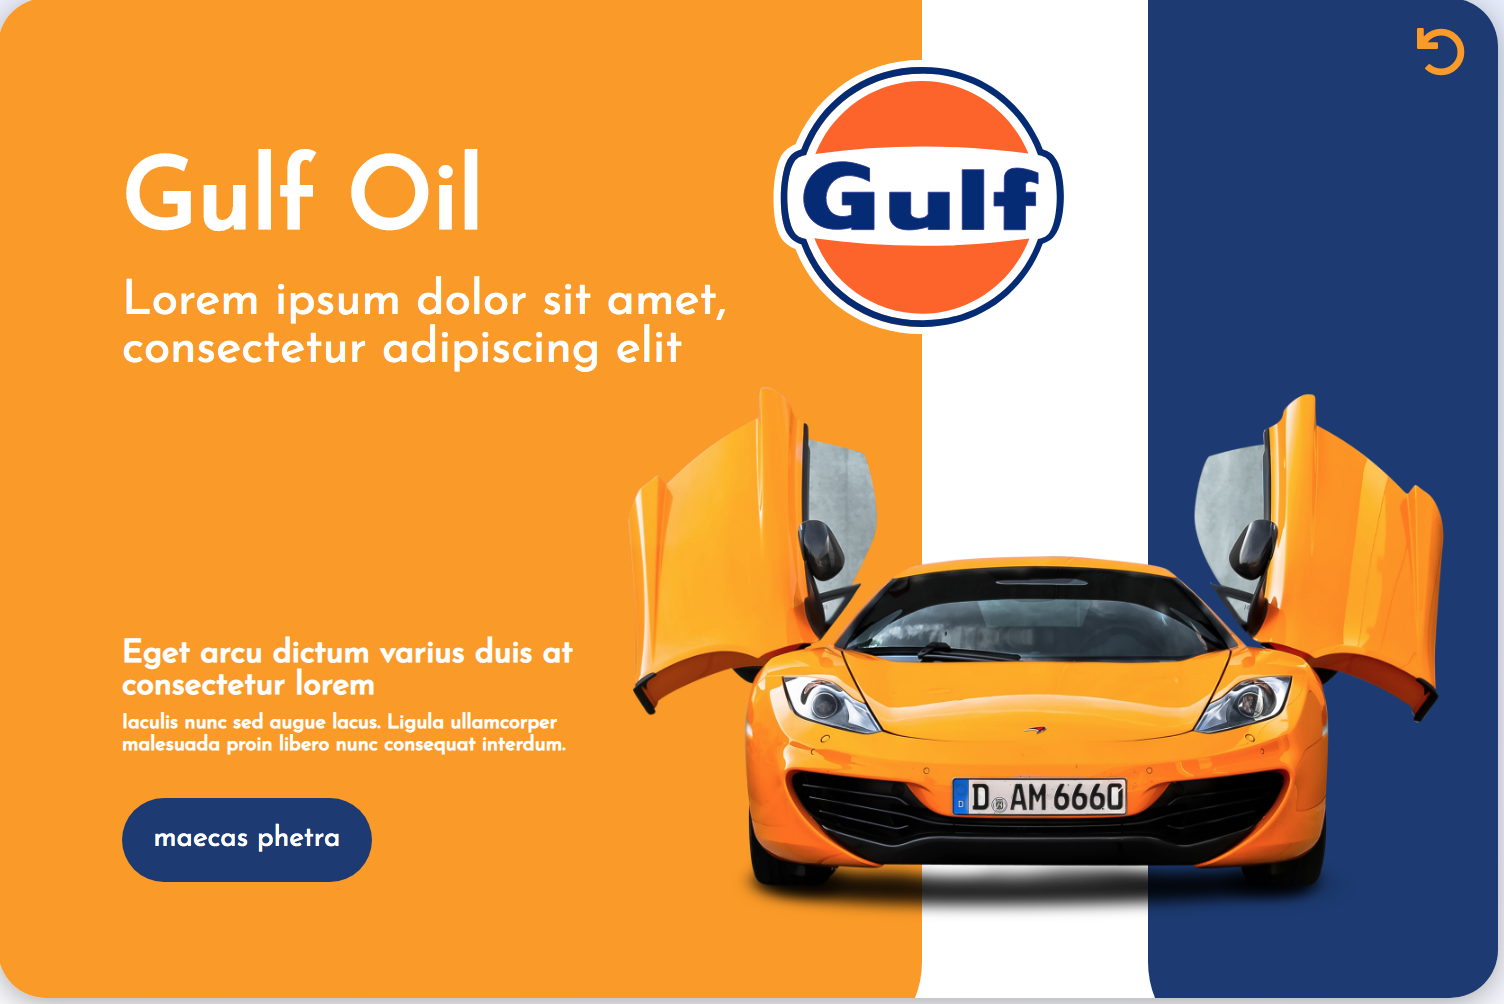 Gulf Oil
Gulf
Lorem ipsum dolor sit amet,
consectetur adipiscing elit
Eget arcu dictum varius duis at
consectetur lorem
Iaculis nunc sed augue lacus. Ligula ullamcorper
malesuada proin libero nunc consequat interdum.
maecas phetra
D AM 6660